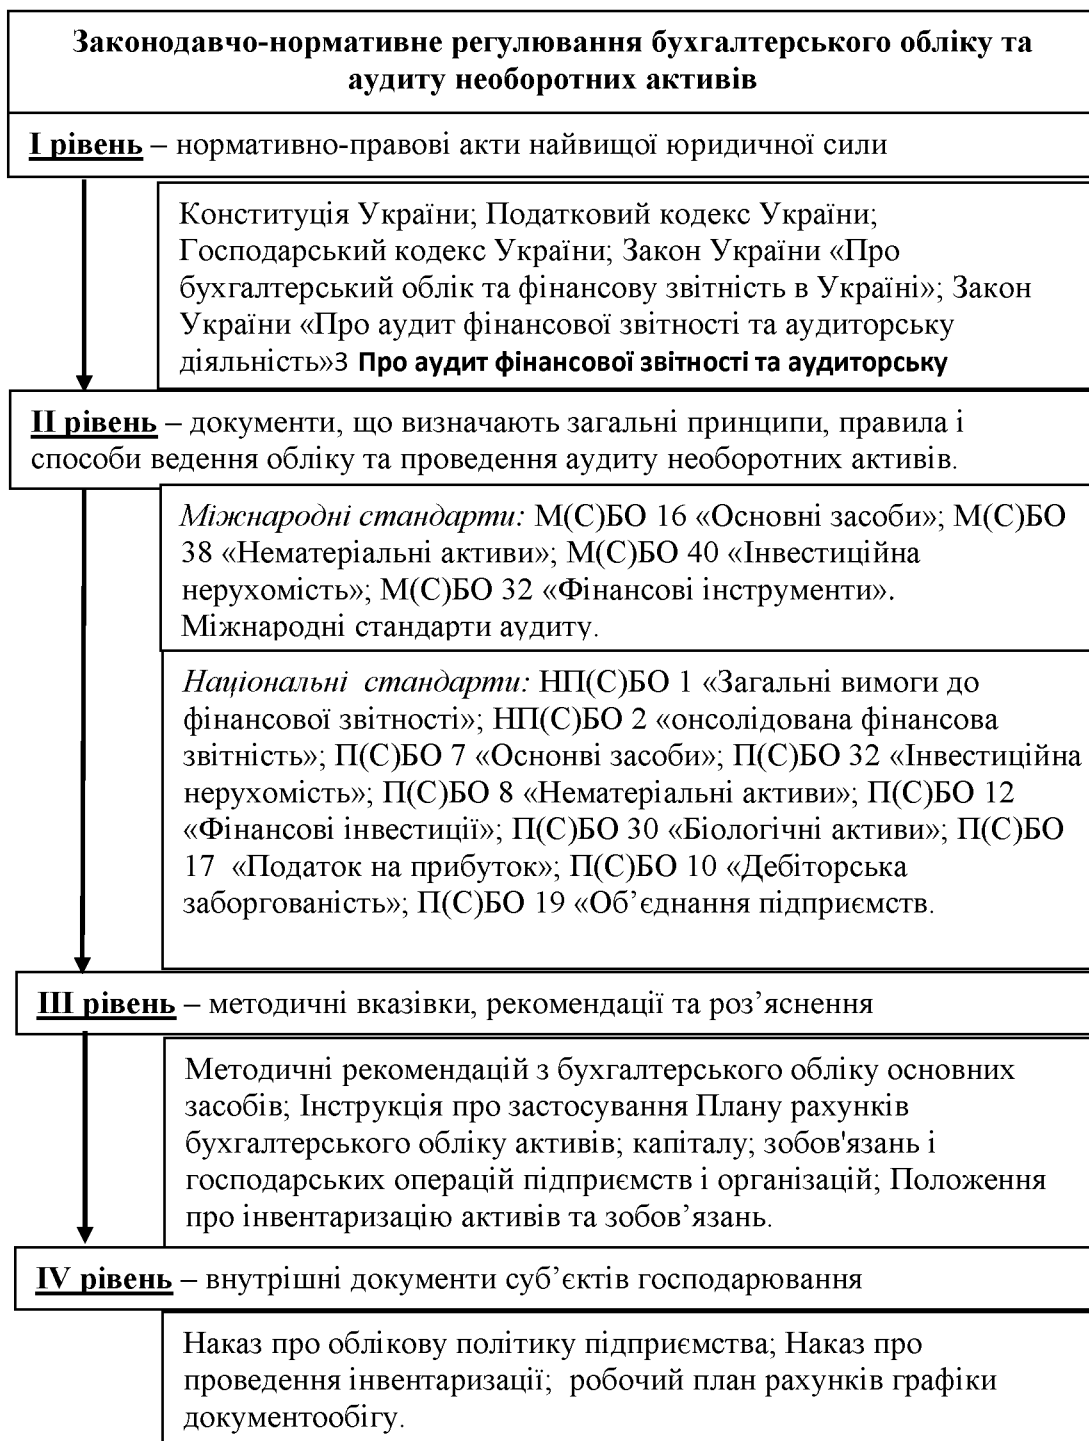 Законодавчо-нормативне регулювання бухгалтерського обліку та
аудиту необоротних активів
І рівень – нормативно-правові акти найвищої юридичної сили
Конституція України; Податковий кодекс України;
Господарський кодекс України; Закон України «Про
бухгалтерський облік та фінансову звітність в Україні»; Закон
України «Про аудит фінансової звітності та аудиторську
діяльність»З Про аудит фінансової звітності та аудиторську
ІІ рівень – документи, що визначають загальні принципи, правила і
способи ведення обліку та проведення аудиту необоротних активів.
Міжнародні стандарти: М(С)БО 16 «Основні засоби»; М(С)БО
38 «Нематеріальні активи»; М(С)БО 40 «Інвестиційна
нерухомість»; М(С)БО 32 «Фінансові інструменти».
Міжнародні стандарти аудиту.
Національні стандарти: НП(С)БО 1 «Загальні вимоги до
фінансової звітності»; НП(С)БО 2 «онсолідована фінансова
звітність»; П(С)БО 7 «Осонві засоби»; П(С)БО 32 «Інвестиційна
нерухомість»; П(С)БО 8 «Нематеріальні активи»; П(С)БО 12
«Фінансові інвестиції»; П(С)БО 30 «Біологічні активи»; П(С)БО
17 «Податок на прибуток»; П(С)БО 10 «Дебіторська
заборгованість»; П(С)БО 19 «Об’єднання підприємств.
ІІІ рівень – методичні вказівки, рекомендації та роз’яснення
Методичні рекомендацій з бухгалтерського обліку основних
засобів; Інструкція про застосування Плану рахунків
бухгалтерського обліку активів; капіталу; зобов'язань і
господарських операцій підприємств і організацій; Положення
про інвентаризацію активів та зобов’язань.
IV рівень – внутрішні документи суб’єктів господарювання
Наказ про облікову політику підприємства; Наказ про
проведення інвентаризації; робочий план рахунків графіки
документообігу.